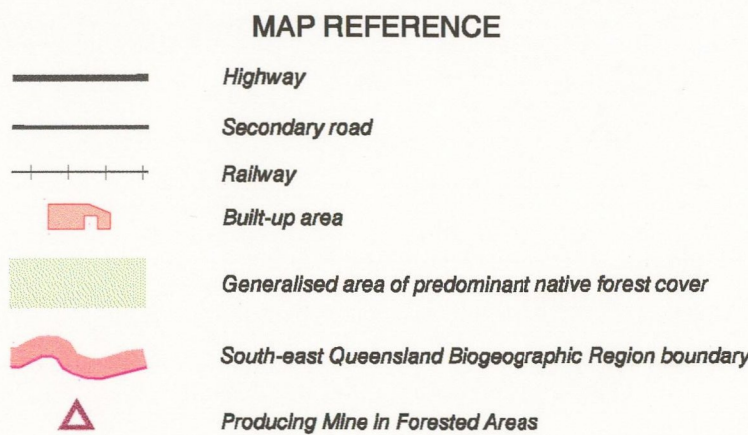 MAP REFERENCE
Highway
Secondary road
Railway
Built-up area
Generalised area of predominant native forest cover
South-east Queensland Biogeographic Region boundary
Producing Mine in Forested Areas